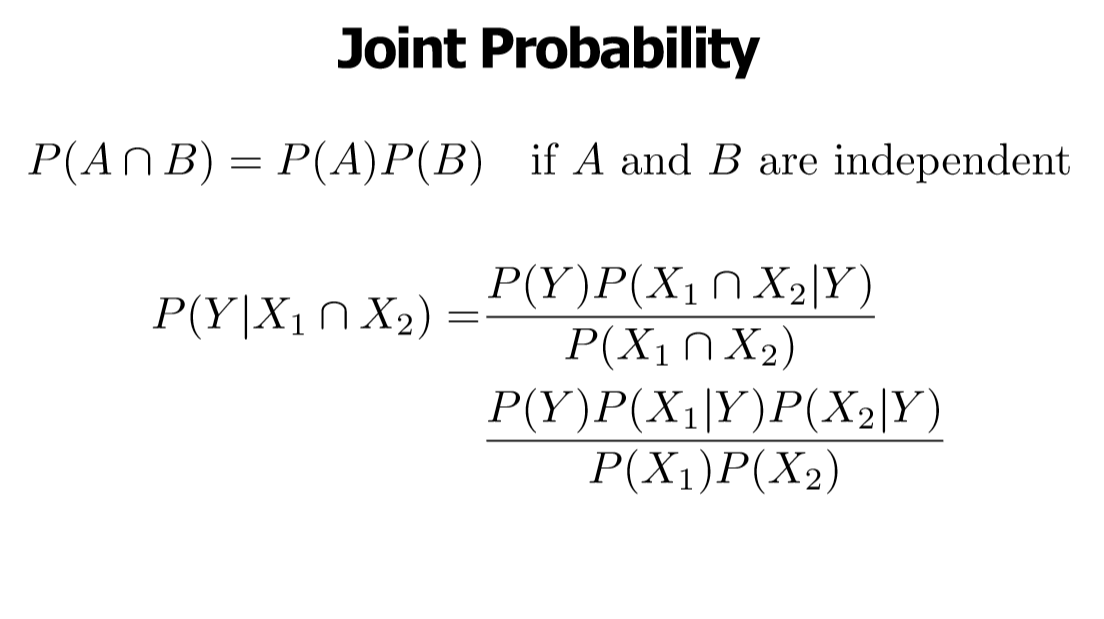 Joint Probability
P(A ∩ B) = P(A)P(B) if A and B are independent
P(Y|X₁ ∩ X₂) = P(Y)P(X₁ ∩ X₂|Y)
P(X₁ ∩ X₂)
P(Y)P(X₁|Y)P(X₂|Y)
P(X₁)P(X₂)